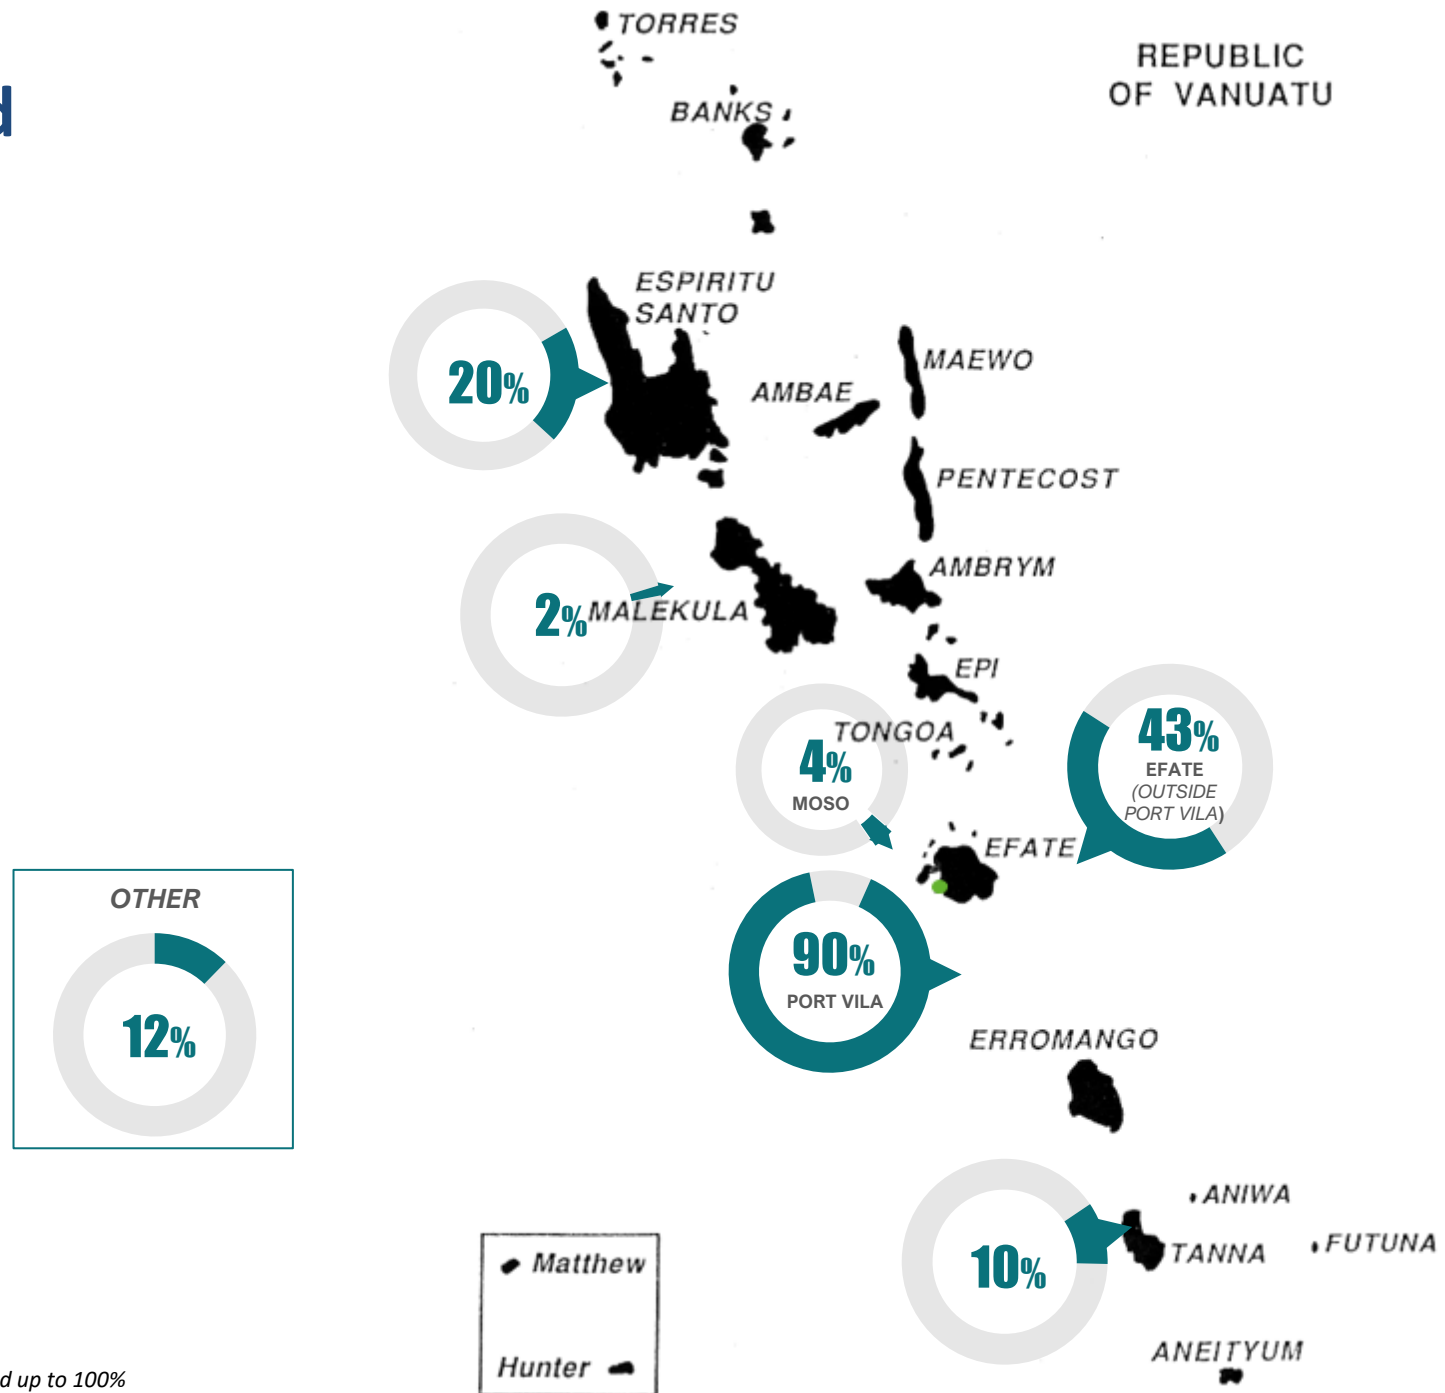 TORRES
REPUBLIC
OF VANUATU
BANKS
ESPIRITU
SANTO
20%
MAEWO
AMBAE
PENTECOST
AMBRYM
2%
MALEKULA
EPI
TONGOA
4%
MOSO
43%
EFATE
(OUTSIDE
PORT VILA)
EFATE
OTHER
12%
90%
PORT VILA
ERROMANGO
ANIWA
FUTUNA
TANNA
10%
Matthew
Hunter
ANEITYUM
up to 100%